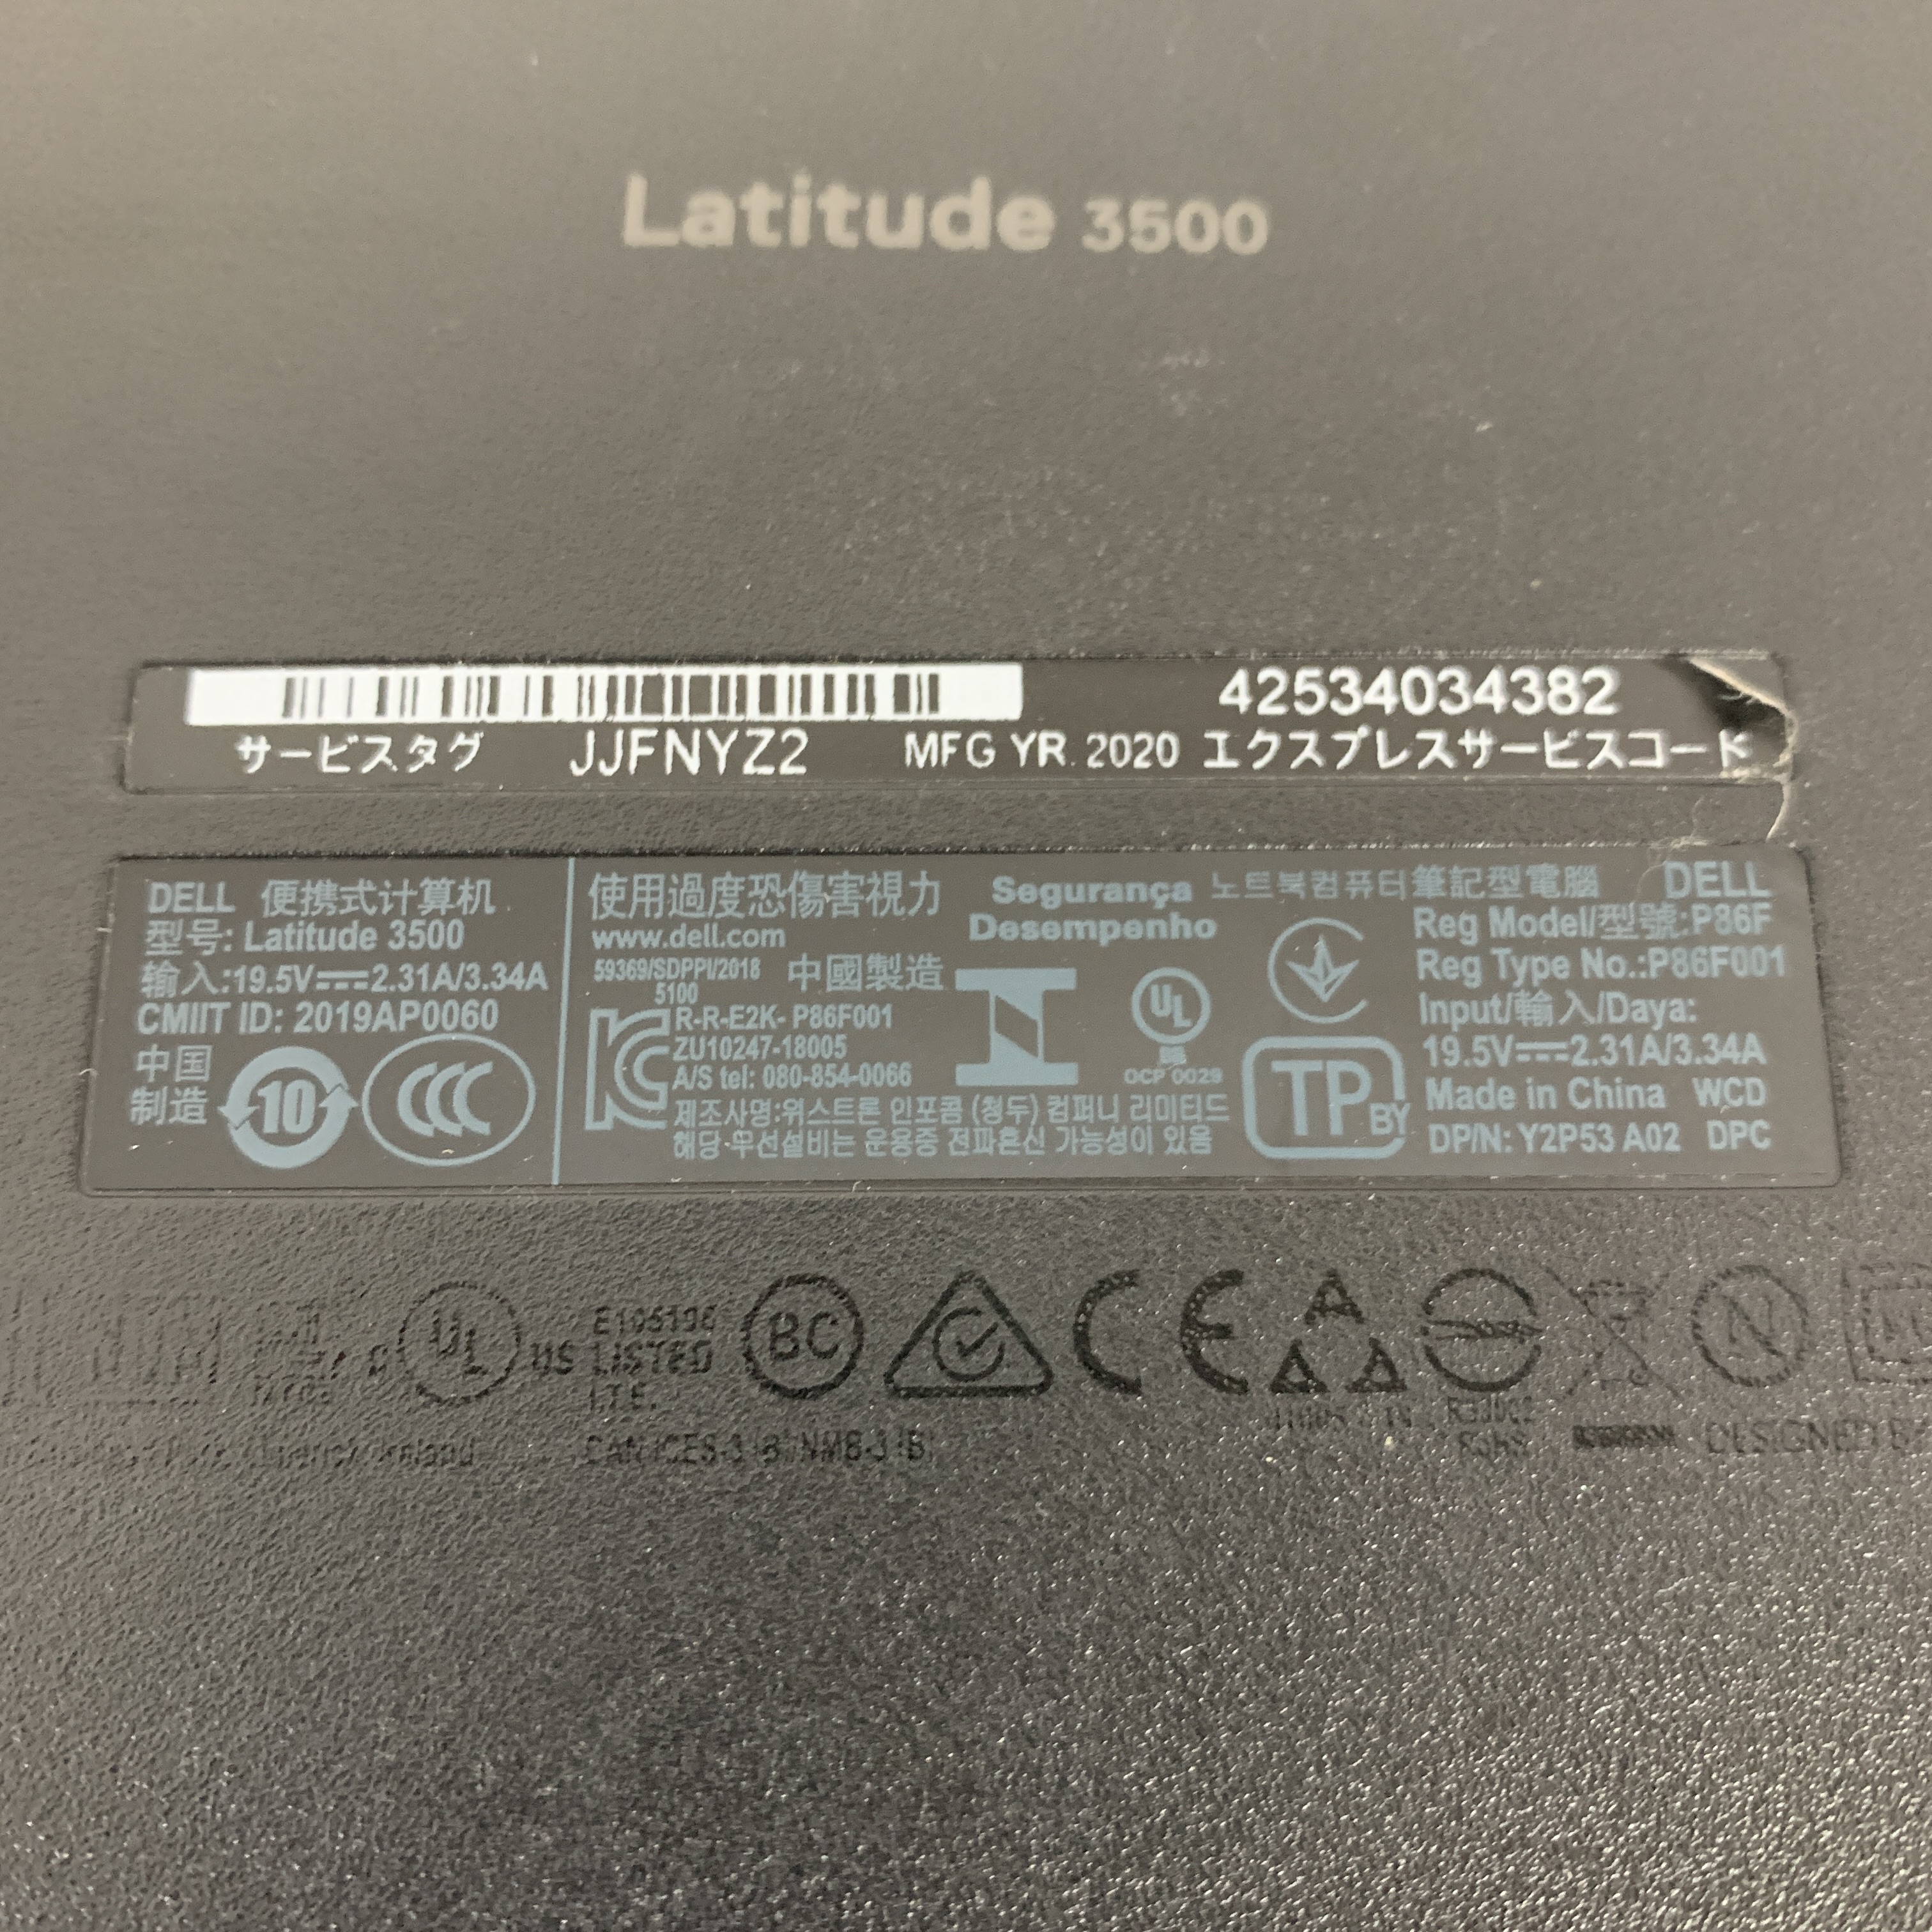 Latitude 3500
42534034382
サービスタグ JJFNYZ2 MFG YR 2020 エクスプレスサービスコード
DELL 便携式计算机
型号: Latitude 3500
输入:19.5V⎓2.31A/3.34A
CMIIT ID: 2019AP0060
中国
制造
10
CCC
使用過度恐傷害視力
www.dell.com
59369/SDPPI/2018
5100
中國製造
R-R-E2K- P86F001
ZU10247-18005
A/S tel: 080-854-0066
제조사명:위스트론 인포콤 (청두) 컴퍼니 리미티드
해당 무선설비는 운용중 전파혼신 가능성이 있음
Segurança
Desempenho
UL
OCP 0029
노트북컴퓨터筆記型電腦 DELL
Reg Model/型號:P86F
Reg Type No.:P86F001
Input/輸入/Daya:
19.5V⎓2.31A/3.34A
Made in China WCD
DP/N: Y2P53 A02 DPC
TP BY
c UL US
LISTED
I.T.E.
BC
CE
N
CAN ICES-3 (B)/NMB-3 (B)
DESIGNED